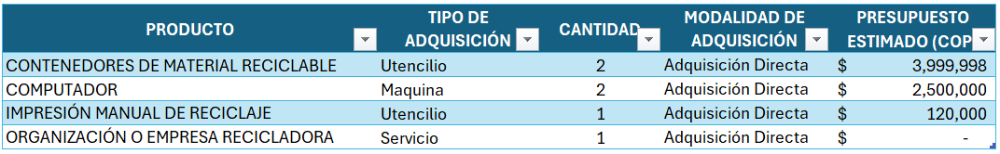 PRODUCTO TIPO DE ADQUISICIÓN CANTIDAD MODALIDAD DE ADQUISICIÓN PRESUPUESTO ESTIMADO (COP
CONTENEDORES DE MATERIAL RECICLABLE Utencilio 2 Adquisición Directa $ 3,999,998
COMPUTADOR Maquina 2 Adquisición Directa $ 2,500,000
IMPRESIÓN MANUAL DE RECICLAJE Utencilio 1 Adquisición Directa $ 120,000
ORGANIZACIÓN O EMPRESA RECICLADORA Servicio 1 Adquisición Directa $ -